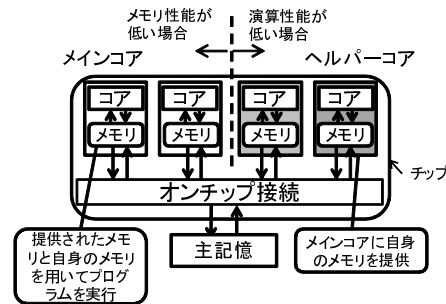 メモリ性能が
低い場合
演算性能が
低い場合
メインコア
ヘルパーコア
コア
コア
コア
コア
メモリ
メモリ
メモリ
メモリ
チップ
オンチップ接続
提供されたメモ
リと自身のメモリ
を用いてプログ
ラムを実行
主記憶
メインコアに自身
のメモリを提供